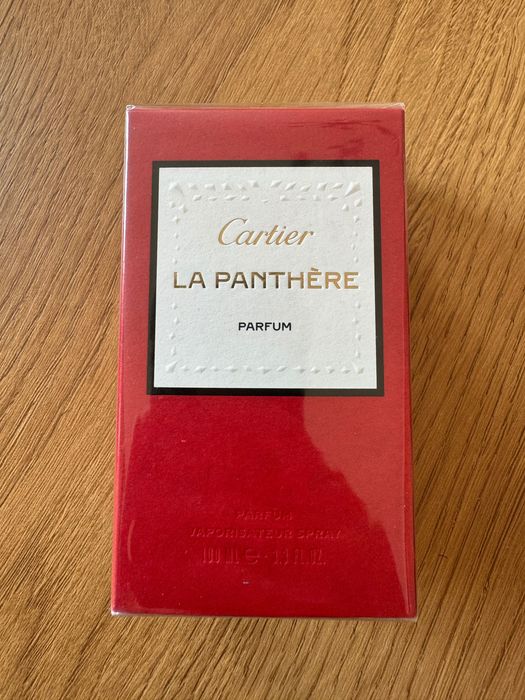 Cartier
LA PANTHÈRE
PARFUM
PARFUM
VAPORISATEUR SPRAY
100 ML ℮ - 3.3 FL.OZ.